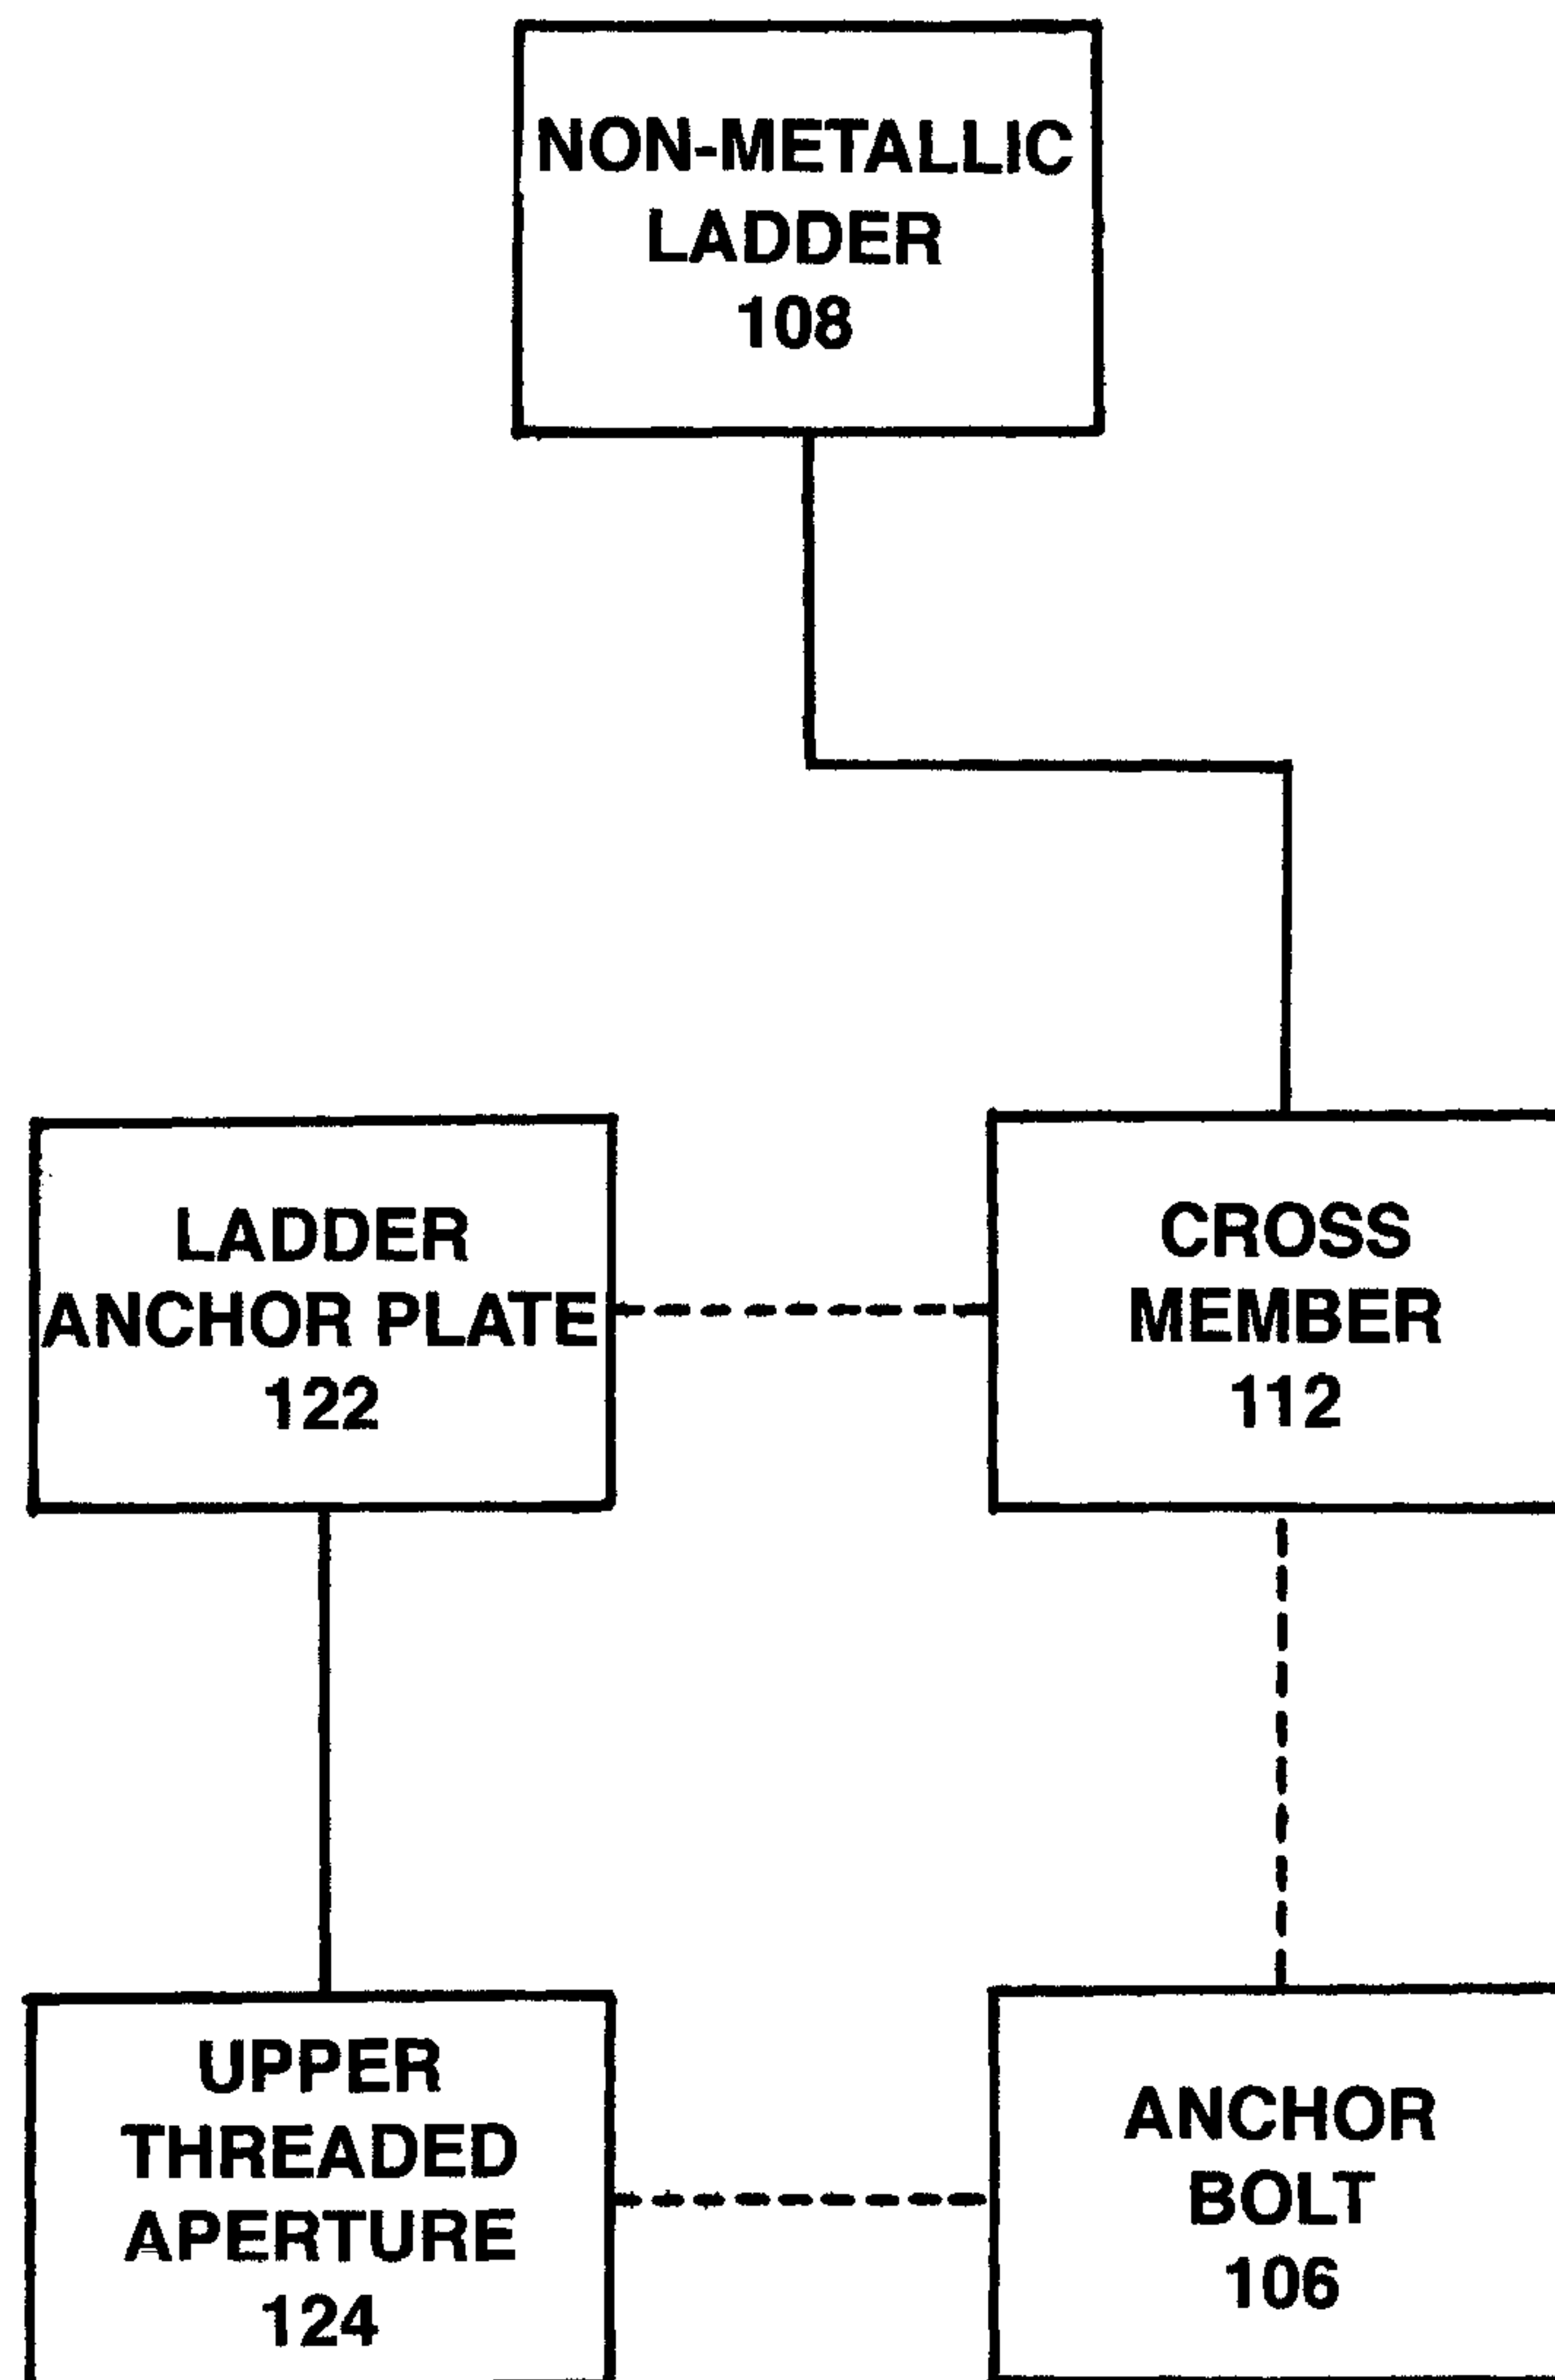 NON-METALLIC
LADDER
108
LADDER
ANCHOR PLATE
122
CROSS
MEMBER
112
UPPER
THREADED
APERTURE
124
ANCHOR
BOLT
106